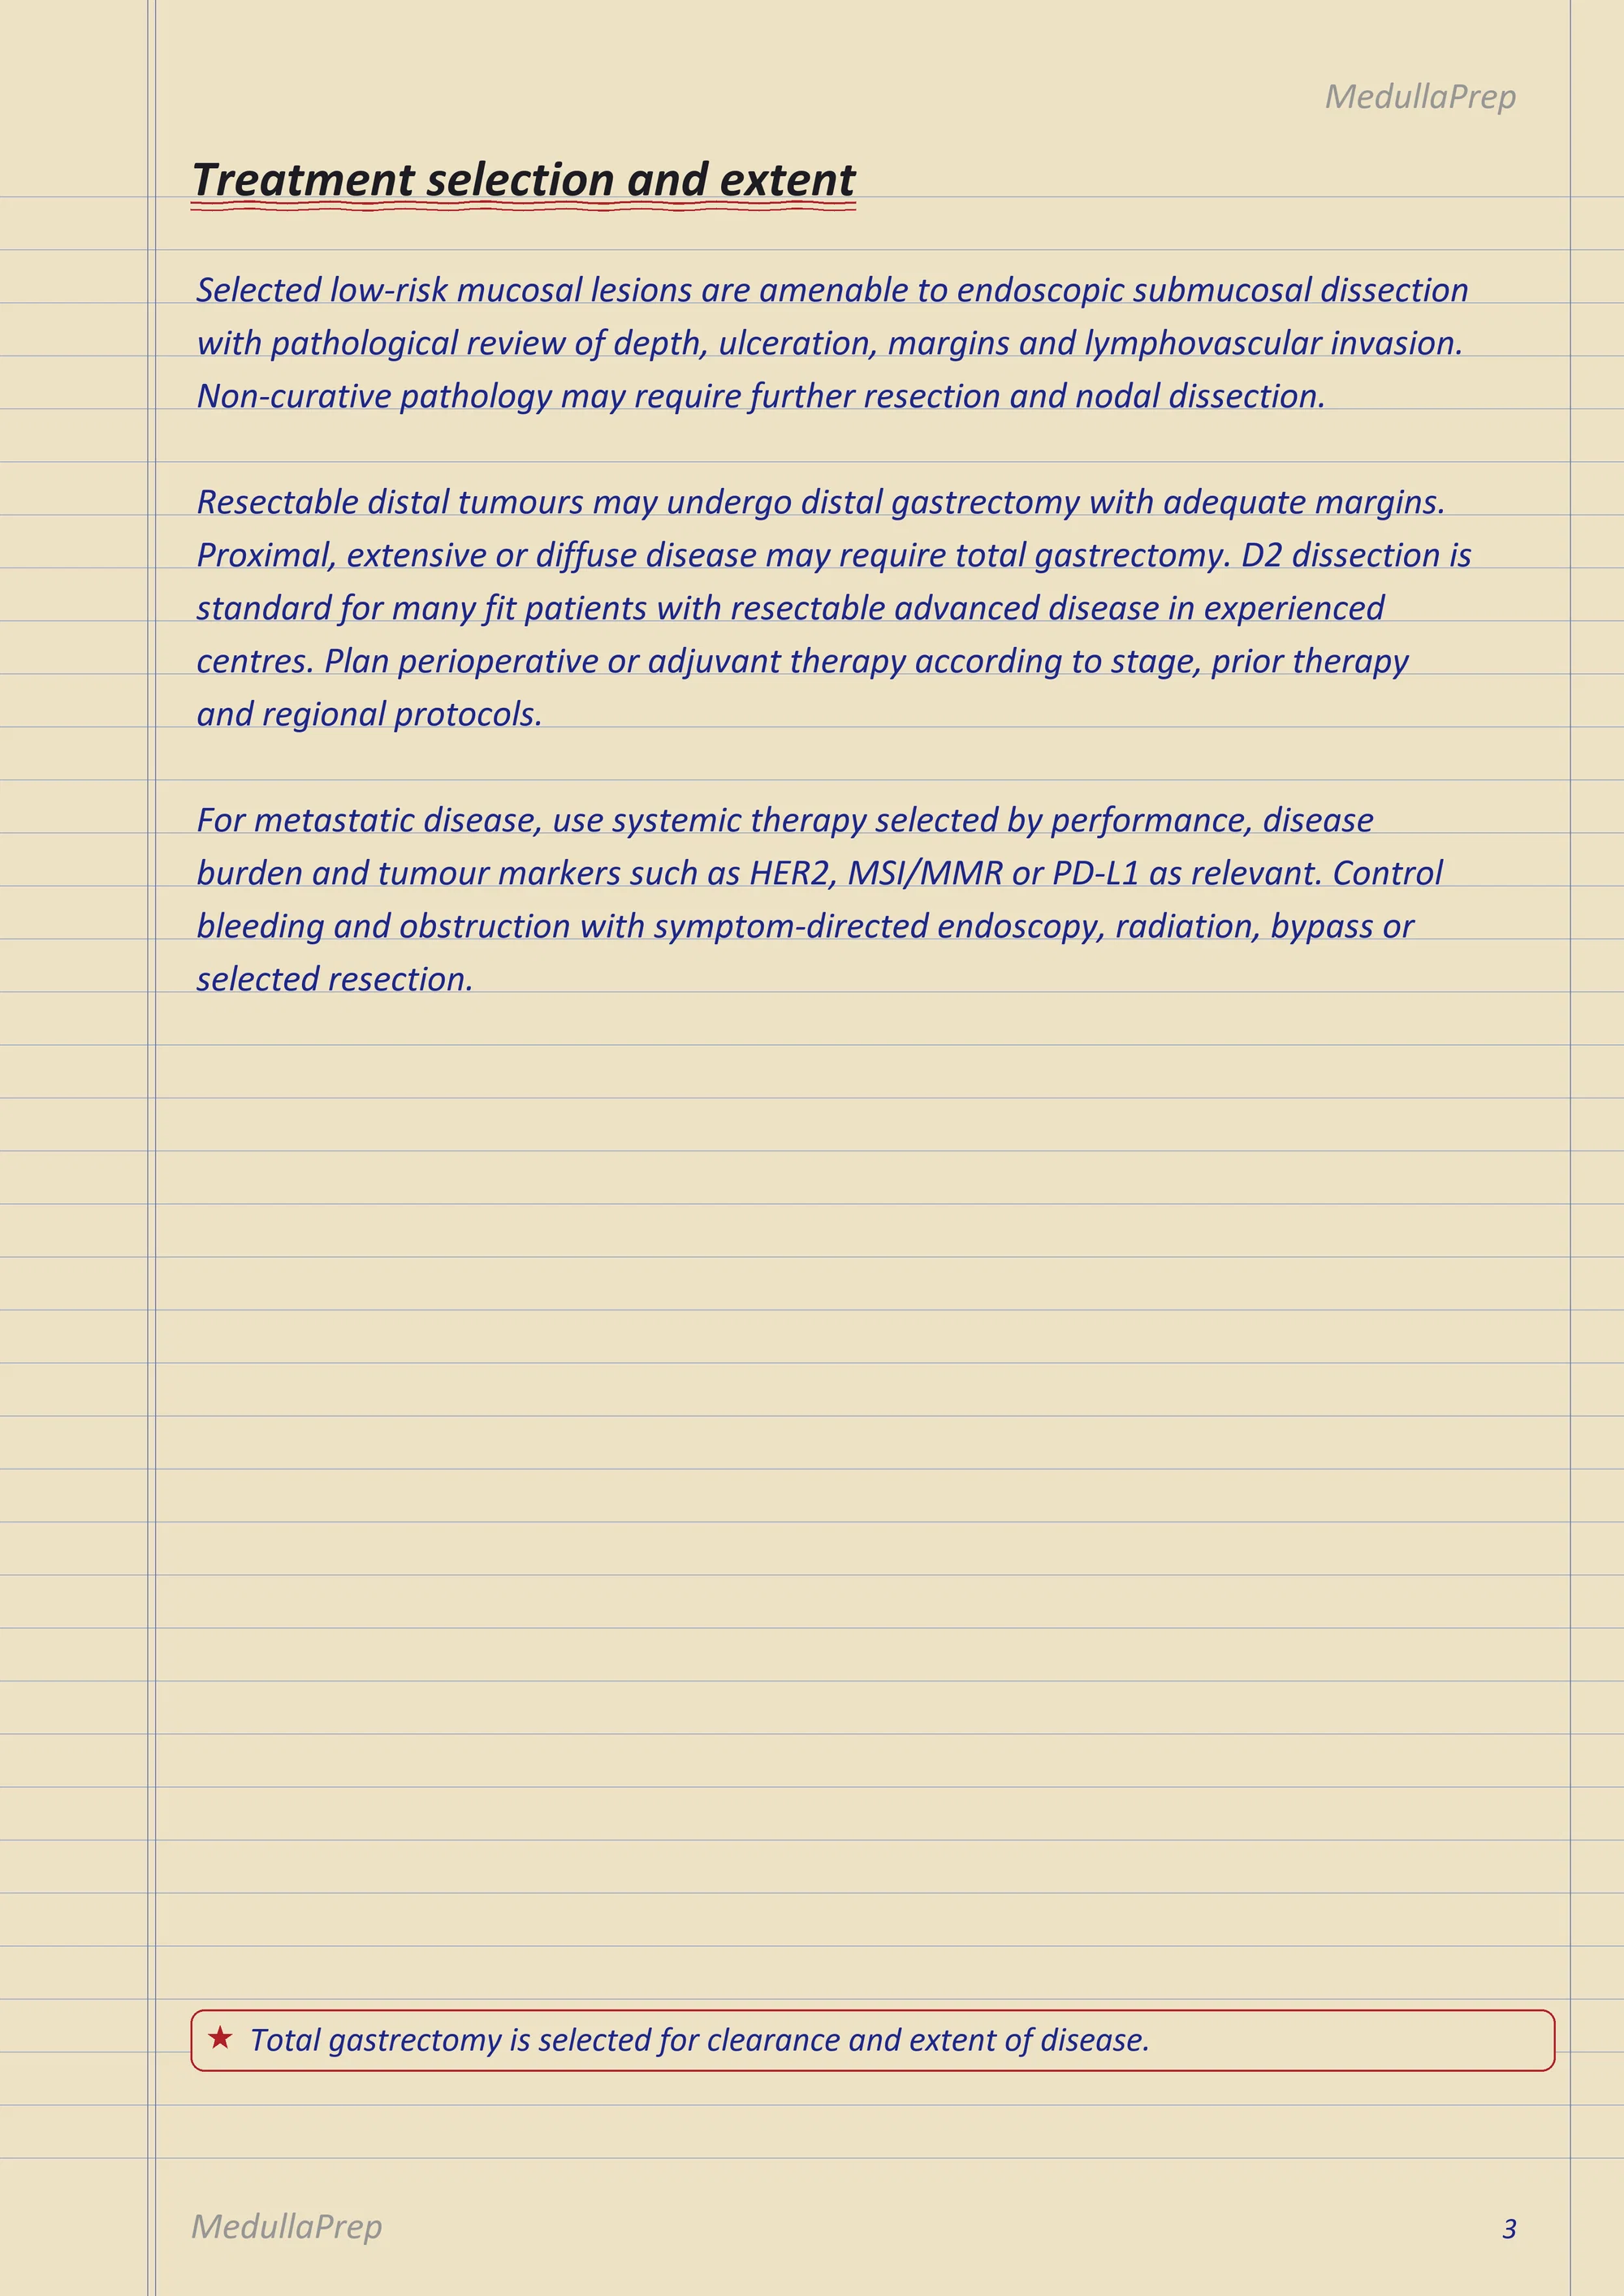 MedullaPrep
Treatment selection and extent
Selected low-risk mucosal lesions are amenable to endoscopic submucosal dissection
with pathological review of depth, ulceration, margins and lymphovascular invasion.
Non-curative pathology may require further resection and nodal dissection.
Resectable distal tumours may undergo distal gastrectomy with adequate margins.
Proximal, extensive or diffuse disease may require total gastrectomy. D2 dissection is
standard for many fit patients with resectable advanced disease in experienced
centres. Plan perioperative or adjuvant therapy according to stage, prior therapy
and regional protocols.
For metastatic disease, use systemic therapy selected by performance, disease
burden and tumour markers such as HER2, MSI/MMR or PD-L1 as relevant. Control
bleeding and obstruction with symptom-directed endoscopy, radiation, bypass or
selected resection.
★ Total gastrectomy is selected for clearance and extent of disease.
MedullaPrep
3